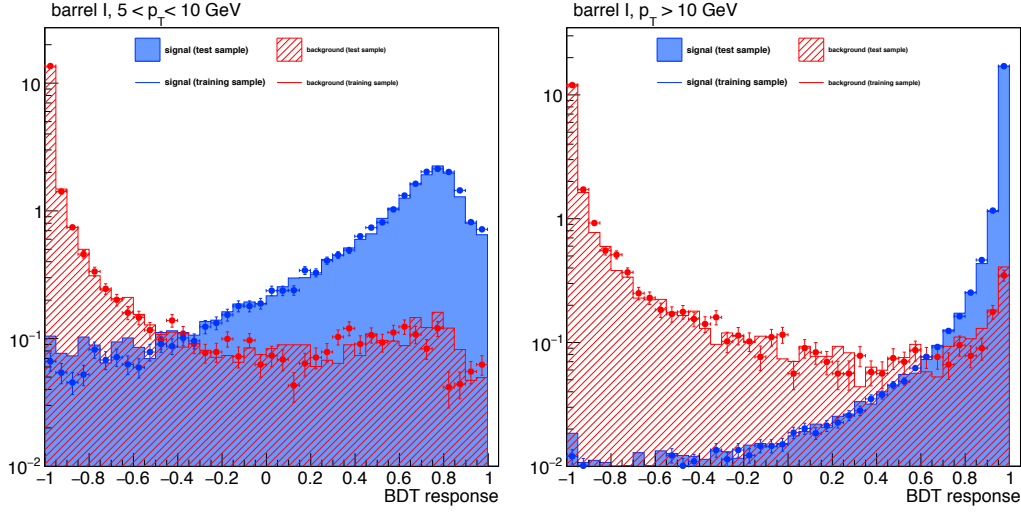 barrel I, 5 < p_T < 10 GeV
signal (test sample)
background (test sample)
signal (training sample)
background (training sample)
10
1
10⁻¹
10⁻²
−1 −0.8 −0.6 −0.4 −0.2 0 0.2 0.4 0.6 0.8 1
BDT response
barrel I, p_T > 10 GeV
signal (test sample)
background (test sample)
signal (training sample)
background (training sample)
10
1
10⁻¹
10⁻²
−1 −0.8 −0.6 −0.4 −0.2 0 0.2 0.4 0.6 0.8 1
BDT response